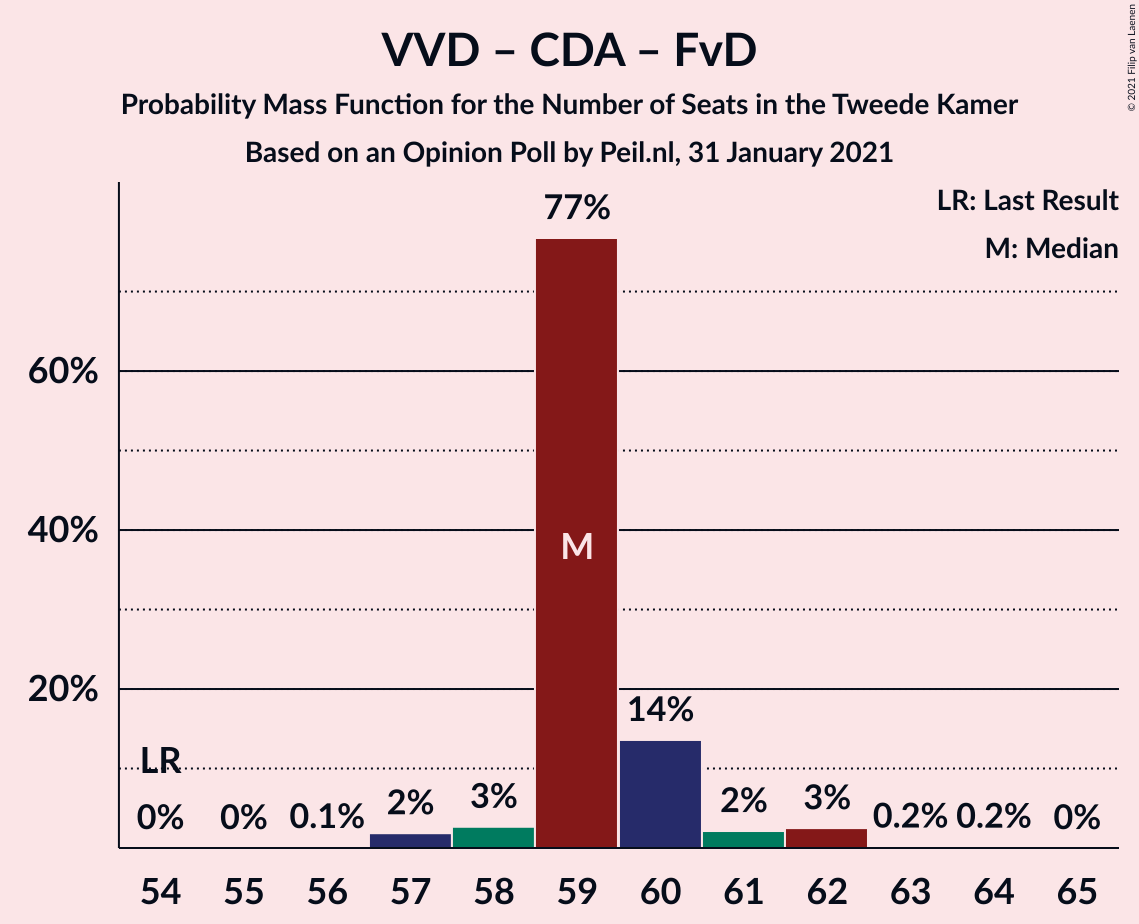 VVD – CDA – FvD
Probability Mass Function for the Number of Seats in the Tweede Kamer
Based on an Opinion Poll by Peil.nl, 31 January 2021
© 2021 Filip van Laenen
LR: Last Result
M: Median
77%
60%
40%
M
20%
14%
LR
0% 0% 0.1% 2% 3% 2% 3% 0.2% 0.2% 0%
54 55 56 57 58 59 60 61 62 63 64 65